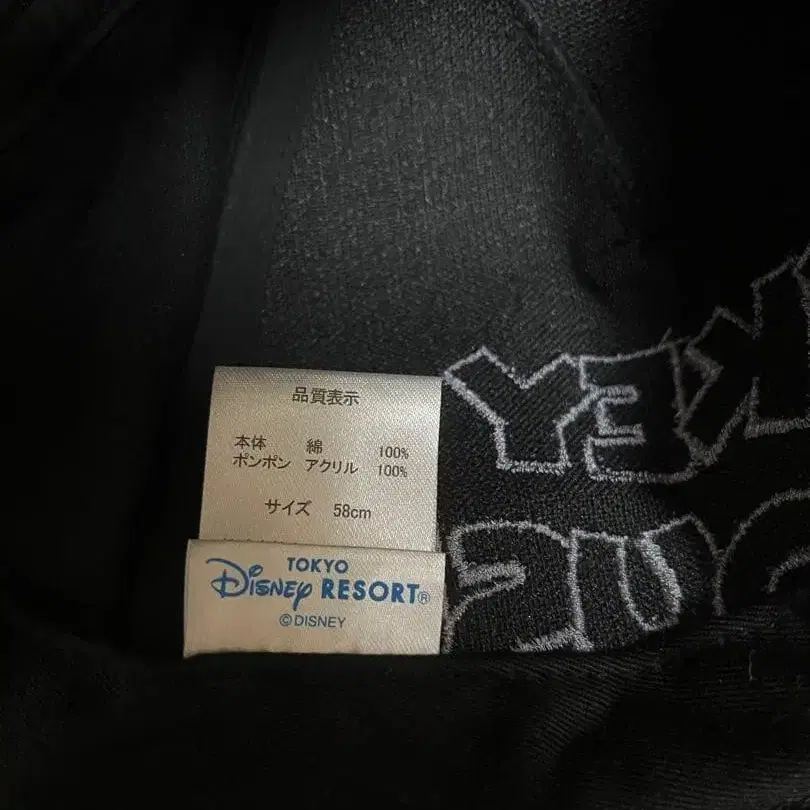 品質表示
本体 綿 100%
ポンポン アクリル 100%
サイズ 58cm
TOKYO
Disney RESORT®
©DISNEY
KEY